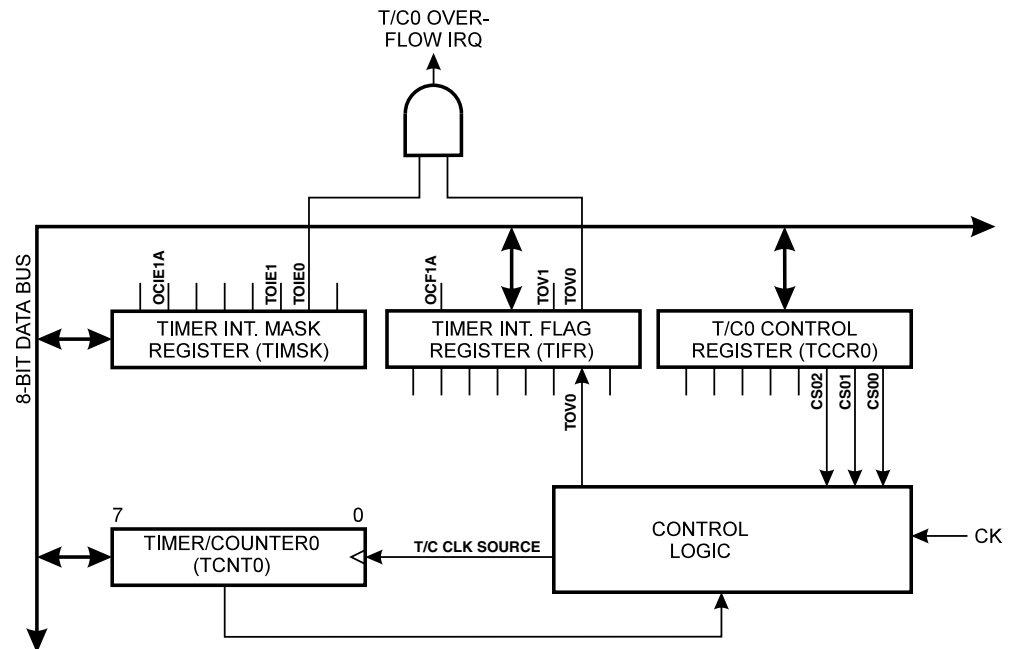 T/C0 OVER-
FLOW IRQ
8-BIT DATA BUS
OCIE1A
TOIE1
TOIE0
OCF1A
TOV1
TOV0
TIMER INT. MASK
REGISTER (TIMSK)
TIMER INT. FLAG
REGISTER (TIFR)
T/C0 CONTROL
REGISTER (TCCR0)
TOV0
CS02
CS01
CS00
7
0
TIMER/COUNTER0
(TCNT0)
T/C CLK SOURCE
CONTROL
LOGIC
CK